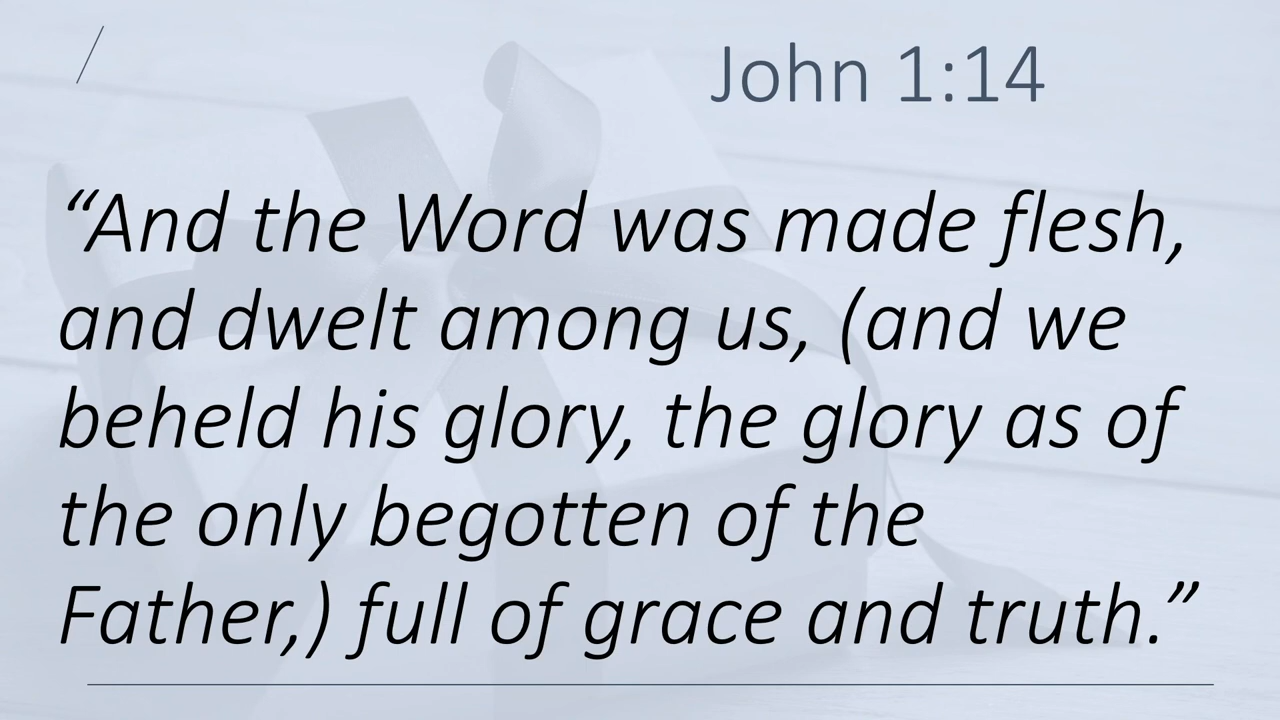 John 1:14
“And the Word was made flesh,
and dwelt among us, (and we
beheld his glory, the glory as of
the only begotten of the
Father,) full of grace and truth.”